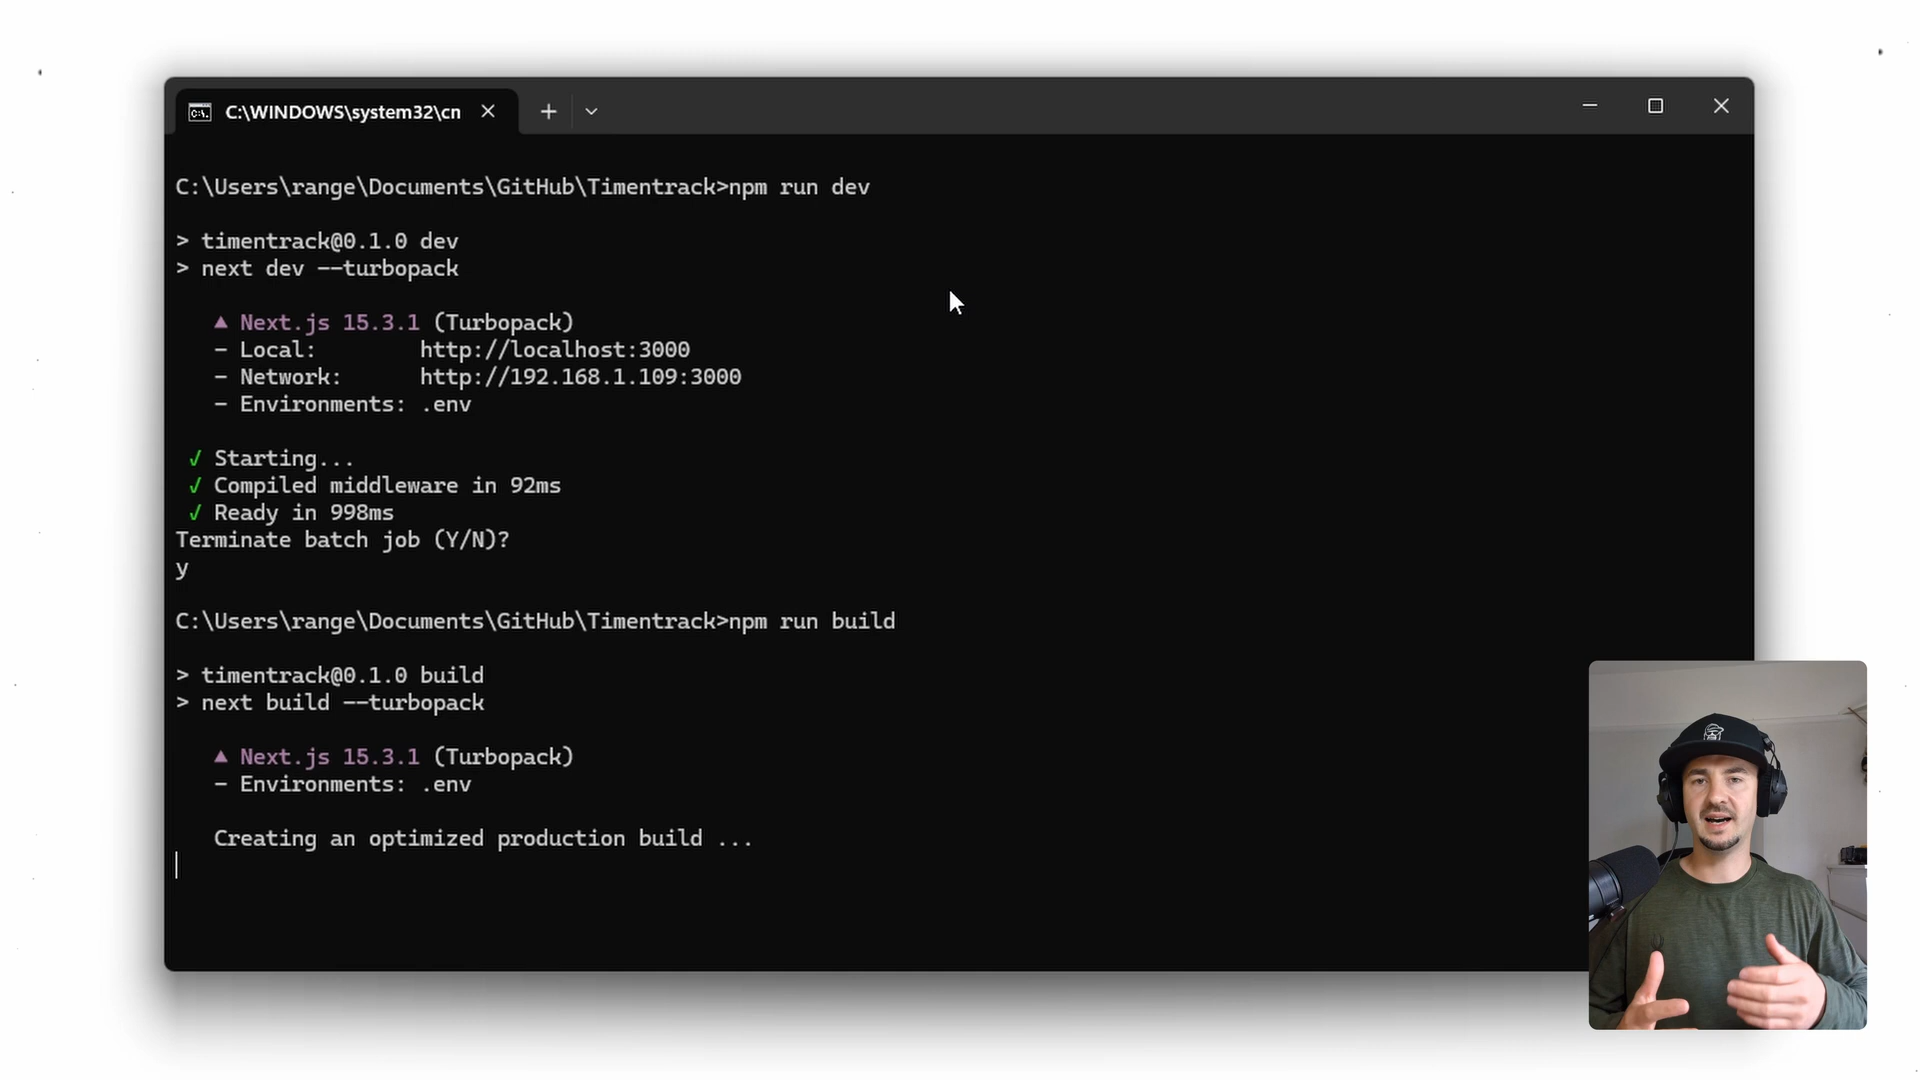 C:\WINDOWS\system32\cn
C:\Users\range\Documents\GitHub\Timentrack>npm run dev
> timentrack@0.1.0 dev
> next dev --turbopack
▲ Next.js 15.3.1 (Turbopack)
- Local: http://localhost:3000
- Network: http://192.168.1.109:3000
- Environments: .env
✓ Starting...
✓ Compiled middleware in 92ms
✓ Ready in 998ms
Terminate batch job (Y/N)?
y
C:\Users\range\Documents\GitHub\Timentrack>npm run build
> timentrack@0.1.0 build
> next build --turbopack
▲ Next.js 15.3.1 (Turbopack)
- Environments: .env
Creating an optimized production build ...